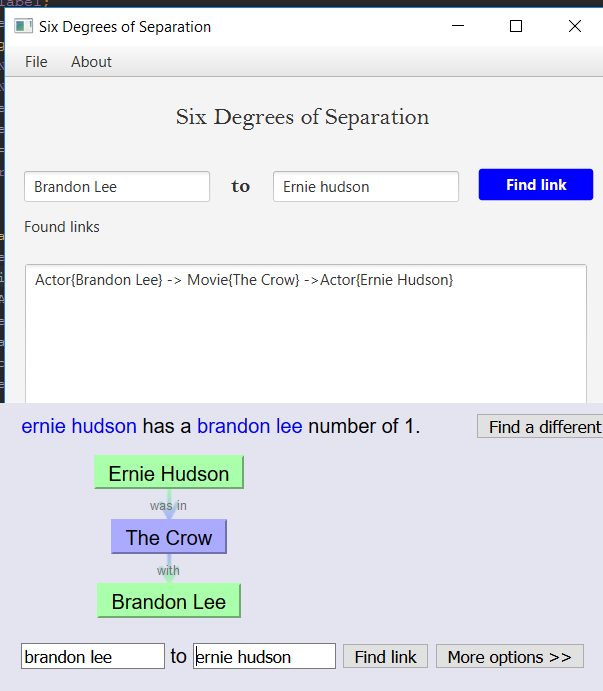 label;
Six Degrees of Separation
File About
Six Degrees of Separation
Brandon Lee to Ernie hudson Find link
Found links
Actor{Brandon Lee} -> Movie{The Crow} ->Actor{Ernie Hudson}
ernie hudson has a brandon lee number of 1. Find a different
Ernie Hudson
was in
The Crow
with
Brandon Lee
brandon lee to ernie hudson Find link More options >>